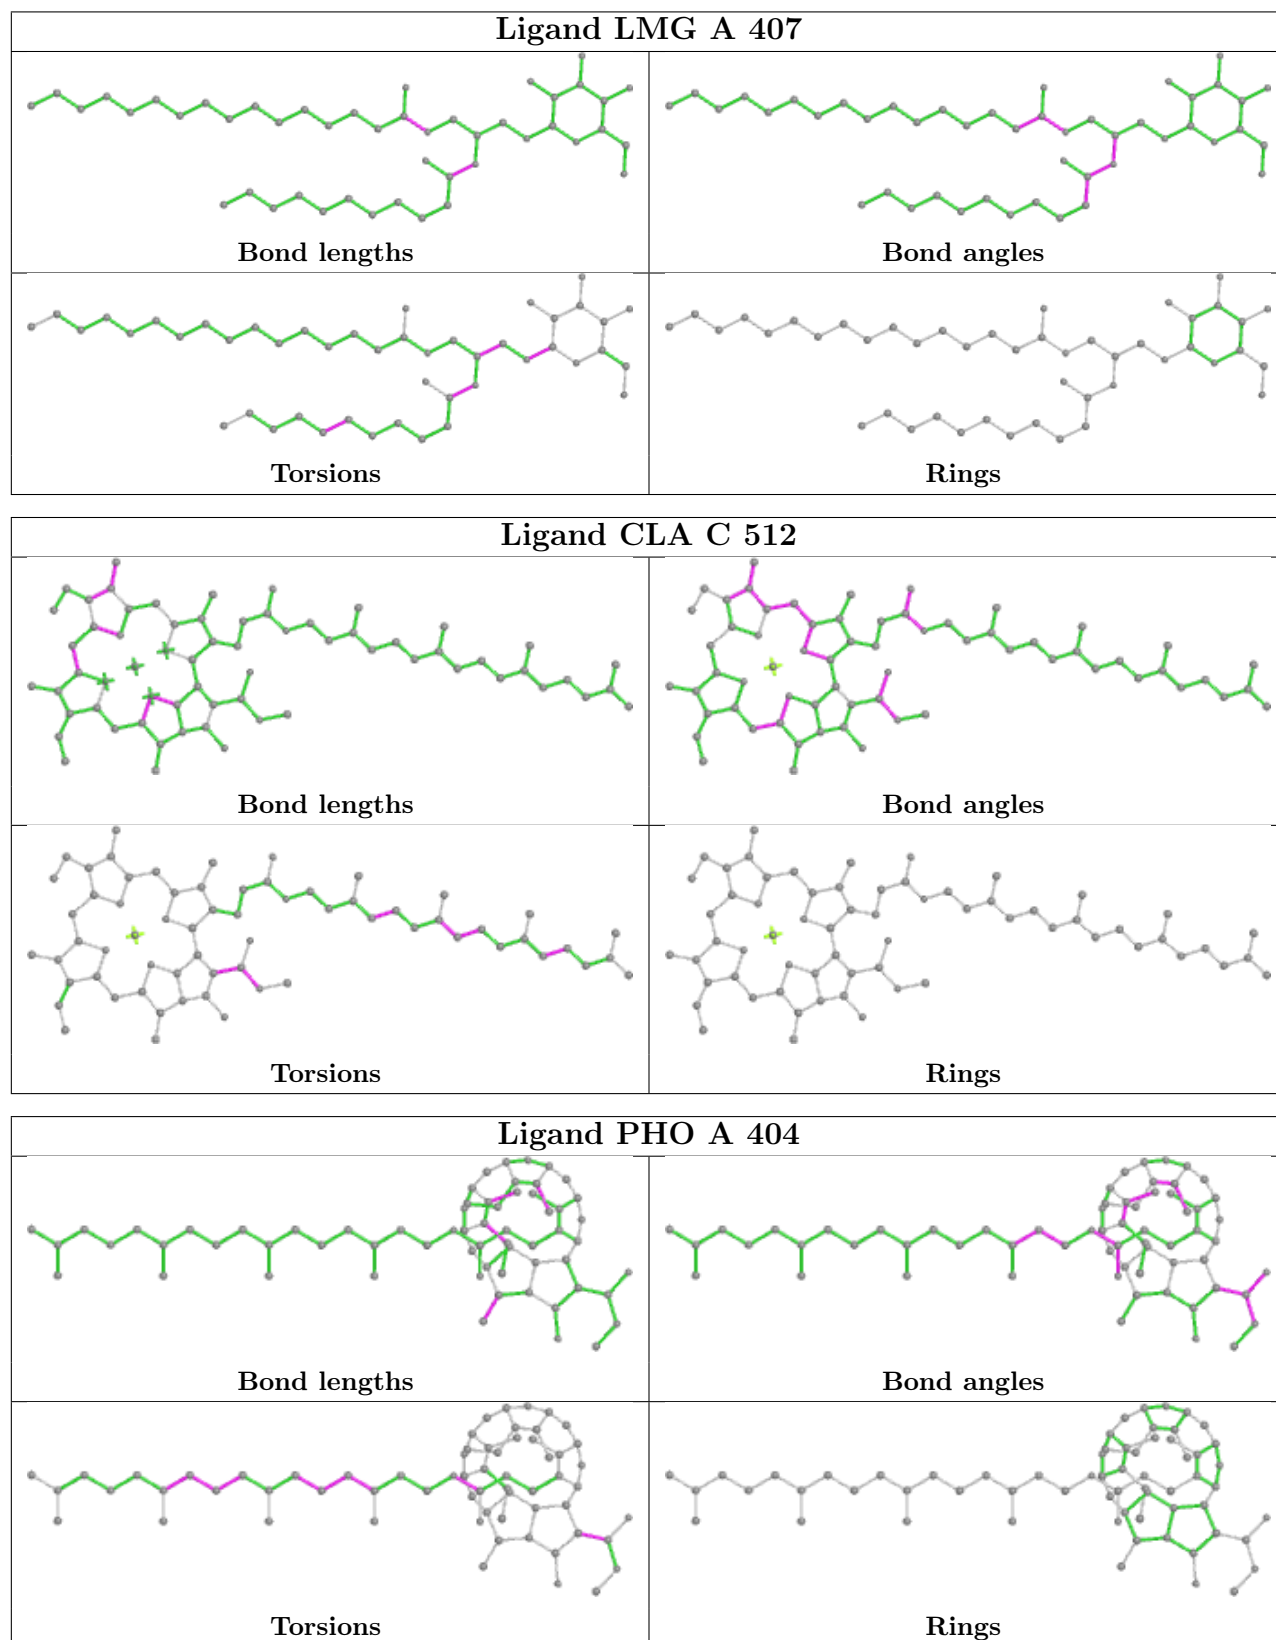 Ligand LMG A 407
Bond lengths
Bond angles
Torsions
Rings
Ligand CLA C 512
Bond lengths
Bond angles
Torsions
Rings
Ligand PHO A 404
Bond lengths
Bond angles
Torsions
Rings